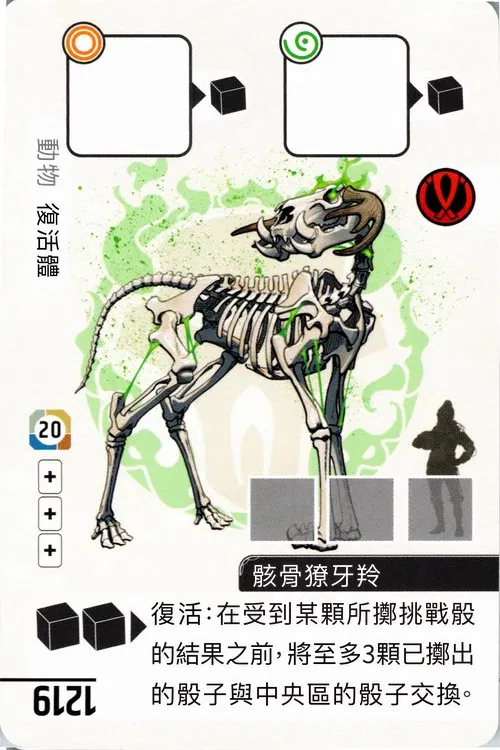 動物 復活體
20
+
+
+
骸骨獠牙羚
復活：在受到某顆所擲挑戰骰
的結果之前，將至多3顆已擲出
的骰子與中央區的骰子交換。
1219